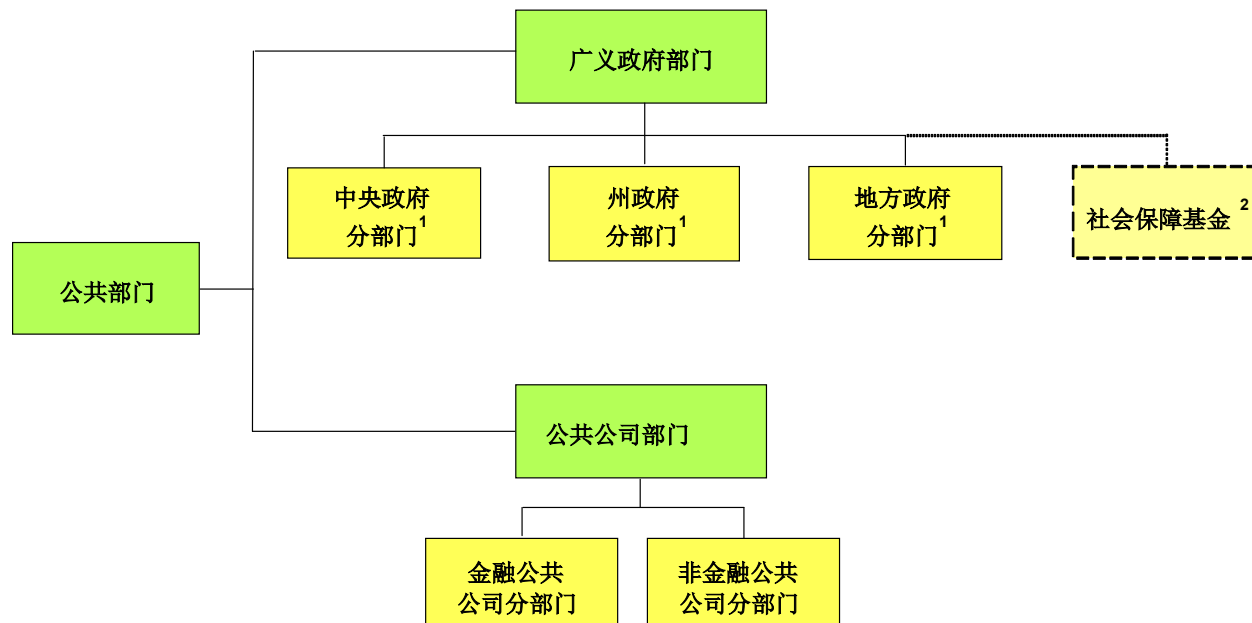 广义政府部门
中央政府
分部门1
州政府
分部门1
地方政府
分部门1
社会保障基金 2
公共部门
公共公司部门
金融公共
公司分部门
非金融公共
公司分部门